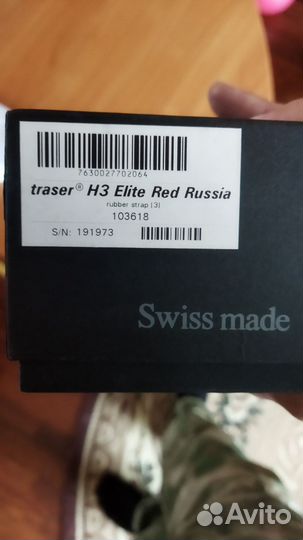 7630027702064
traser® H3 Elite Red Russia
rubber strap (3)
103618
S/N: 191973
Swiss made
Avito